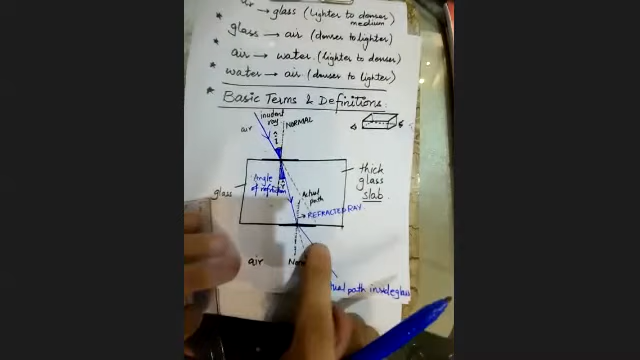 * air → glass (lighter to denser medium)
* glass → air (denser to lighter)
* air → water (lighter to denser)
* water → air (denser to lighter)
* Basic Terms & Definitions
incident ray
NORMAL
air
i
thick glass slab
Angle of refraction
r
glass
Actual path
REFRACTED RAY
air
path inside glass